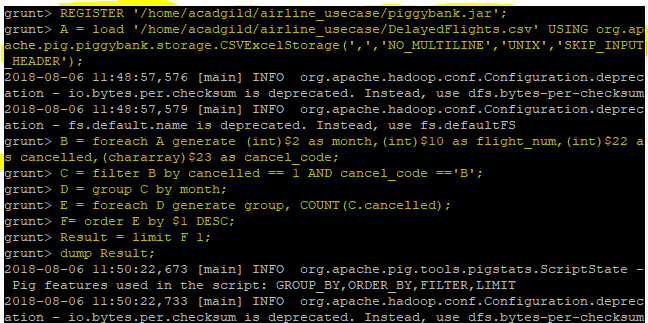 grunt> REGISTER '/home/acadgild/airline_usecase/piggybank.jar';
grunt> A = load '/home/acadgild/airline_usecase/DelayedFlights.csv' USING org.ap
ache.pig.piggybank.storage.CSVExcelStorage(',','NO_MULTILINE','UNIX','SKIP_INPUT
_HEADER');
2018-08-06 11:48:57,576 [main] INFO  org.apache.hadoop.conf.Configuration.deprec
ation - io.bytes.per.checksum is deprecated. Instead, use dfs.bytes-per-checksum
2018-08-06 11:48:57,579 [main] INFO  org.apache.hadoop.conf.Configuration.deprec
ation - fs.default.name is deprecated. Instead, use fs.defaultFS
grunt> B = foreach A generate (int)$2 as month,(int)$10 as flight_num,(int)$22 a
s cancelled,(chararray)$23 as cancel_code;
grunt> C = filter B by cancelled == 1 AND cancel_code =='B';
grunt> D = group C by month;
grunt> E = foreach D generate group, COUNT(C.cancelled);
grunt> F= order E by $1 DESC;
grunt> Result = limit F 1;
grunt> dump Result;
2018-08-06 11:50:22,673 [main] INFO  org.apache.pig.tools.pigstats.ScriptState -
 Pig features used in the script: GROUP_BY,ORDER_BY,FILTER,LIMIT
2018-08-06 11:50:22,733 [main] INFO  org.apache.hadoop.conf.Configuration.deprec
ation - io.bytes.per.checksum is deprecated. Instead, use dfs.bytes-per-checksum